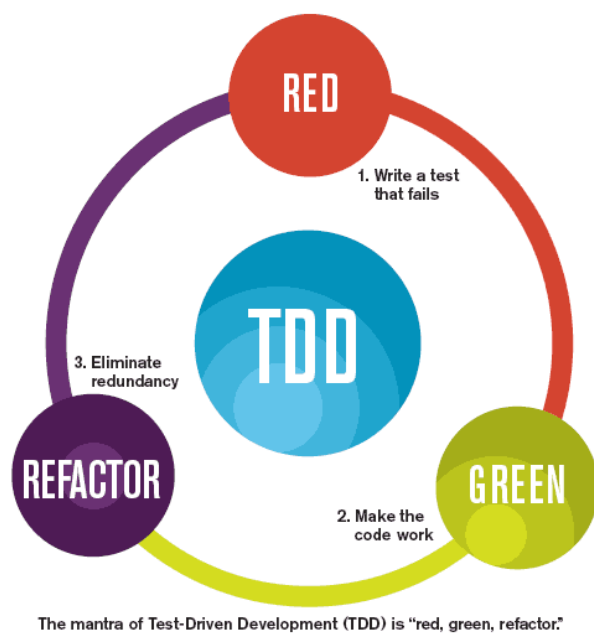 RED
1. Write a test
that fails
TDD
3. Eliminate
redundancy
REFACTOR
GREEN
2. Make the
code work
The mantra of Test-Driven Development (TDD) is “red, green, refactor.”